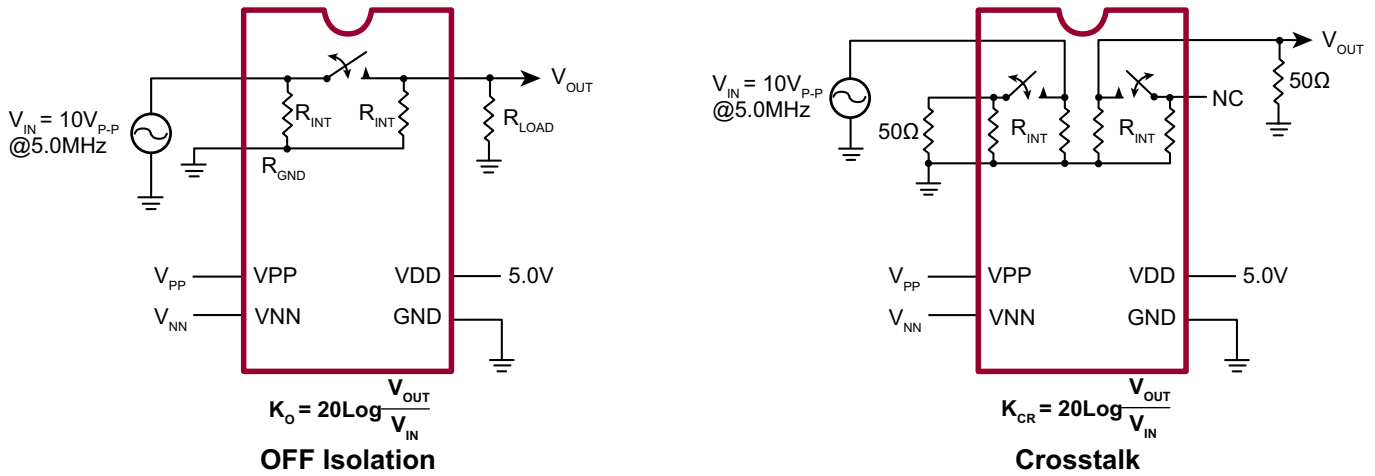 V_IN = 10V_P-P
@5.0MHz
R_INT
R_INT
R_GND
R_LOAD
V_OUT
V_PP
VPP
VDD
5.0V
V_NN
VNN
GND
K_O = 20Log V_OUT / V_IN
OFF Isolation
V_IN = 10V_P-P
@5.0MHz
50Ω
R_INT
R_INT
NC
V_OUT
50Ω
V_PP
VPP
VDD
5.0V
V_NN
VNN
GND
K_CR = 20Log V_OUT / V_IN
Crosstalk